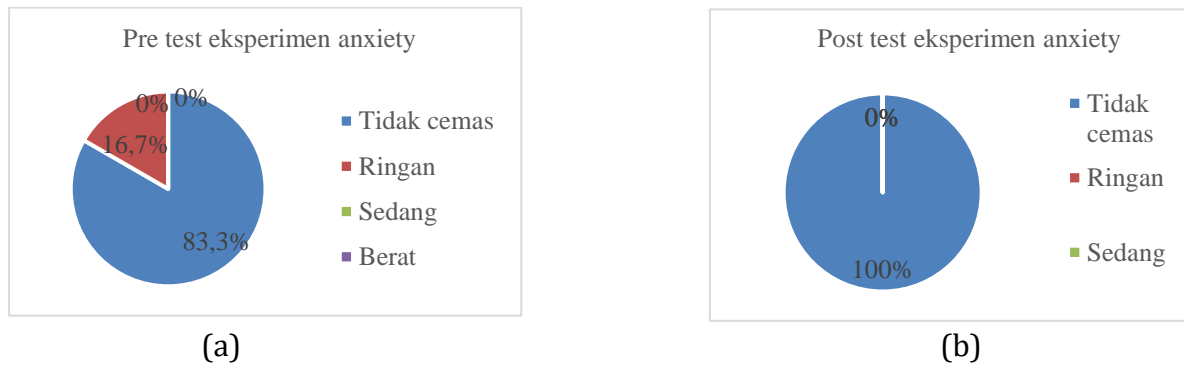 Pre test eksperimen anxiety
0%
0%
16,7%
83,3%
Tidak cemas
Ringan
Sedang
Berat
(a)
Post test eksperimen anxiety
0%
100%
Tidak
cemas
Ringan
Sedang
(b)